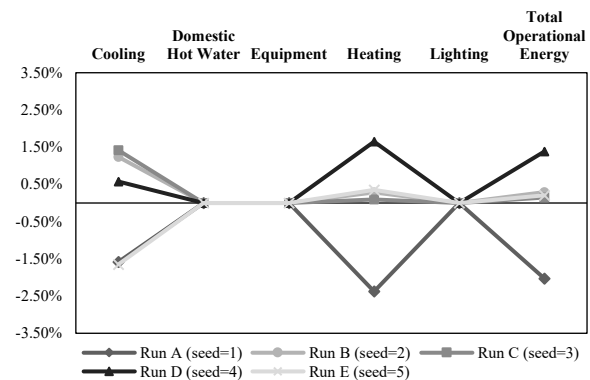 Cooling
Domestic
Hot Water
Equipment
Heating
Lighting
Total
Operational
Energy
3.50%
2.50%
1.50%
0.50%
-0.50%
-1.50%
-2.50%
-3.50%
Run A (seed=1) Run B (seed=2) Run C (seed=3)
Run D (seed=4) Run E (seed=5)